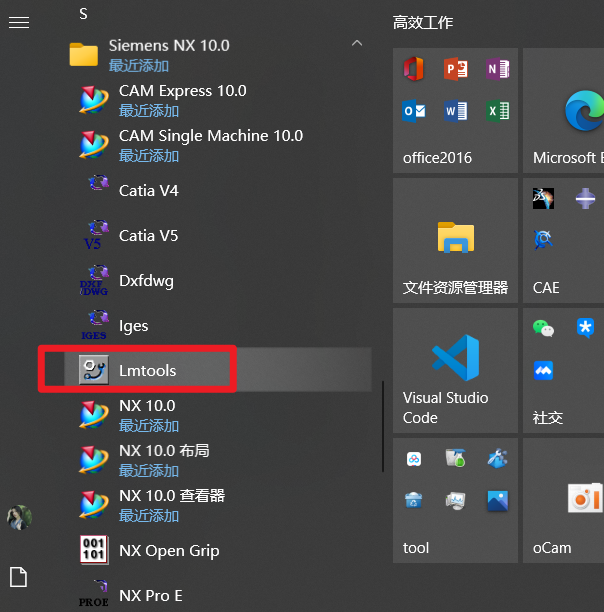 S
Siemens NX 10.0
最近添加
CAM Express 10.0
最近添加
CAM Single Machine 10.0
最近添加
Catia V4
V5
Catia V5
DXF
/DWG
Dxfdwg
IGES
Iges
Lmtools
NX 10.0
最近添加
NX 10.0 布局
最近添加
NX 10.0 查看器
最近添加
001
101
NX Open Grip
PROE
NX Pro E
高效工作
office2016
Microsoft E
文件资源管理器
CAE
Visual Studio
Code
社交
tool
oCam